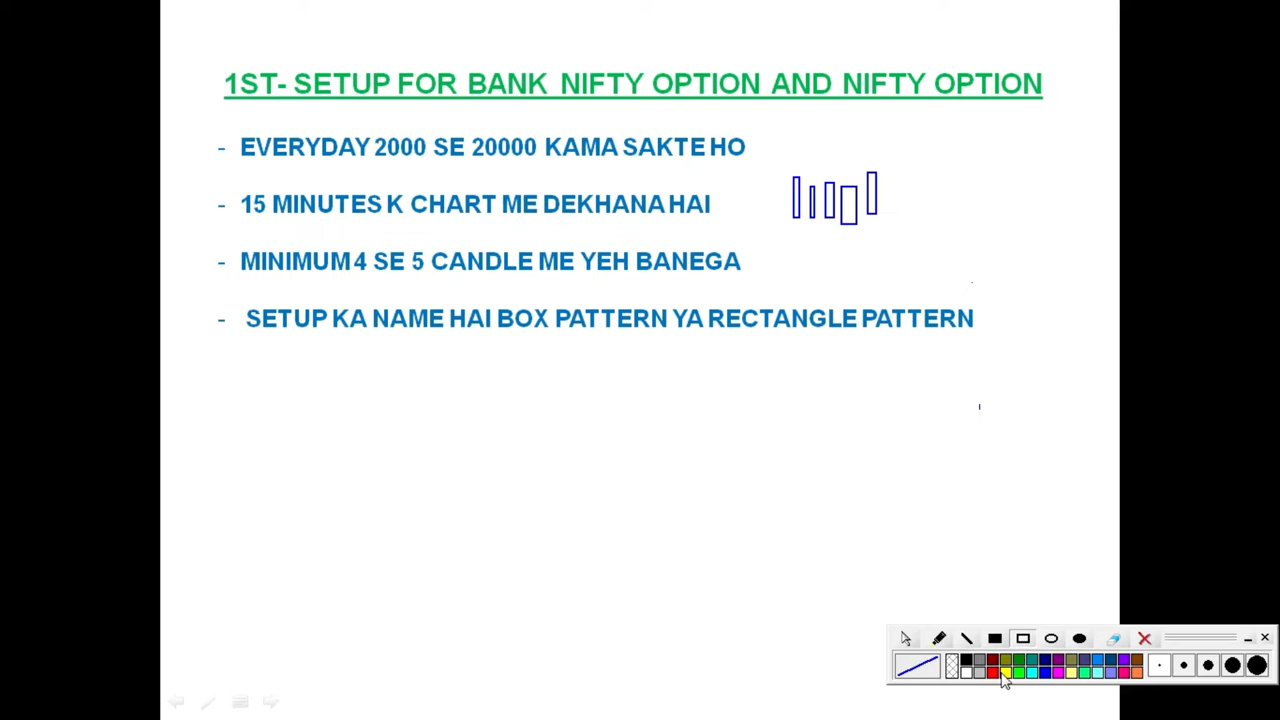 1ST- SETUP FOR BANK NIFTY OPTION AND NIFTY OPTION
- EVERYDAY 2000 SE 20000 KAMA SAKTE HO
- 15 MINUTES K CHART ME DEKHANA HAI
- MINIMUM 4 SE 5 CANDLE ME YEH BANEGA
- SETUP KA NAME HAI BOX PATTERN YA RECTANGLE PATTERN